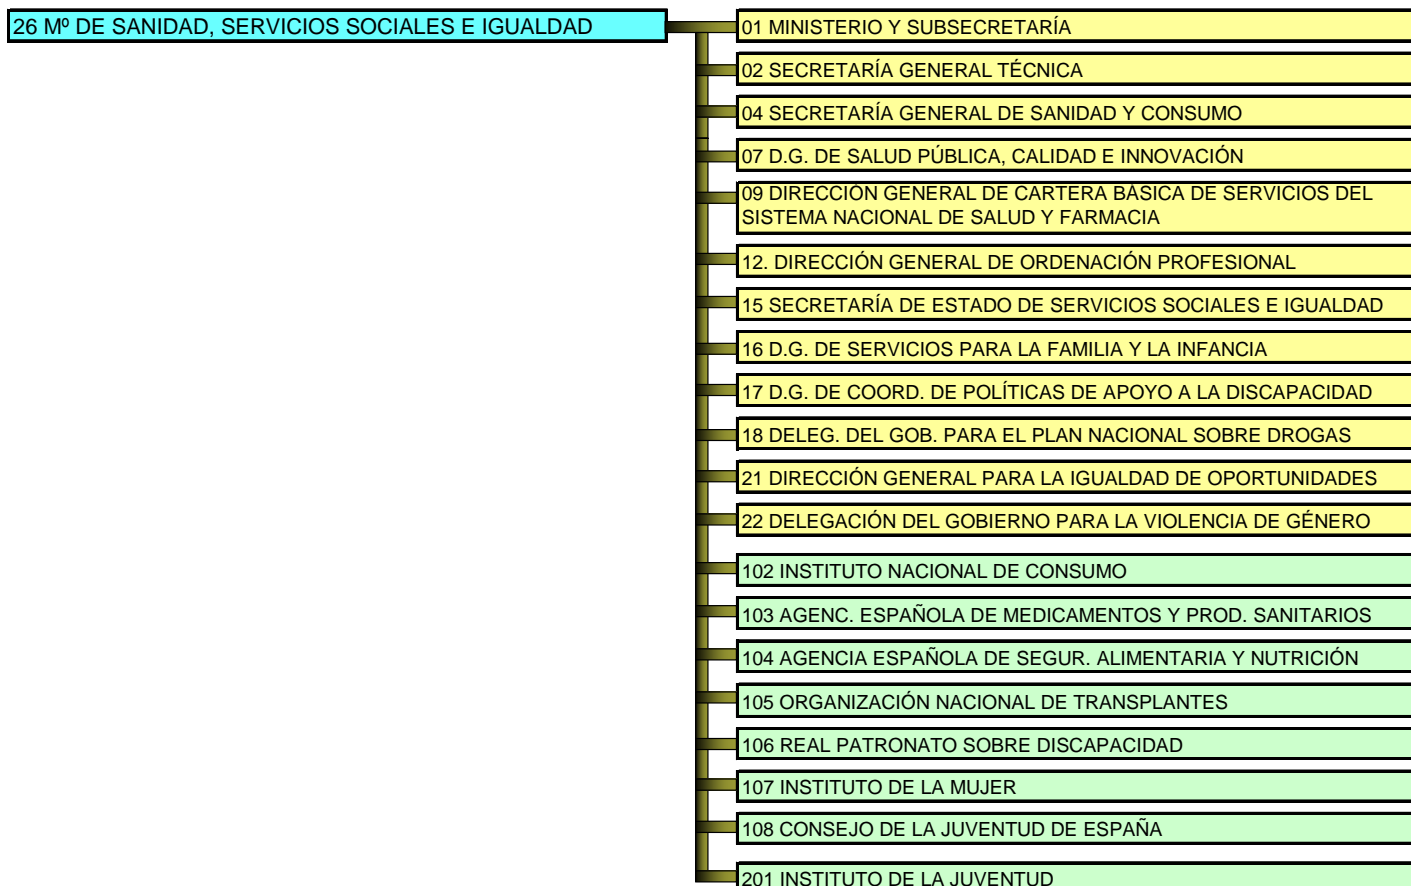 26 Mº DE SANIDAD, SERVICIOS SOCIALES E IGUALDAD
01 MINISTERIO Y SUBSECRETARÍA
02 SECRETARÍA GENERAL TÉCNICA
04 SECRETARÍA GENERAL DE SANIDAD Y CONSUMO
07 D.G. DE SALUD PÚBLICA, CALIDAD E INNOVACIÓN
09 DIRECCIÓN GENERAL DE CARTERA BÁSICA DE SERVICIOS DEL
SISTEMA NACIONAL DE SALUD Y FARMACIA
12. DIRECCIÓN GENERAL DE ORDENACIÓN PROFESIONAL
15 SECRETARÍA DE ESTADO DE SERVICIOS SOCIALES E IGUALDAD
16 D.G. DE SERVICIOS PARA LA FAMILIA Y LA INFANCIA
17 D.G. DE COORD. DE POLÍTICAS DE APOYO A LA DISCAPACIDAD
18 DELEG. DEL GOB. PARA EL PLAN NACIONAL SOBRE DROGAS
21 DIRECCIÓN GENERAL PARA LA IGUALDAD DE OPORTUNIDADES
22 DELEGACIÓN DEL GOBIERNO PARA LA VIOLENCIA DE GÉNERO
102 INSTITUTO NACIONAL DE CONSUMO
103 AGENC. ESPAÑOLA DE MEDICAMENTOS Y PROD. SANITARIOS
104 AGENCIA ESPAÑOLA DE SEGUR. ALIMENTARIA Y NUTRICIÓN
105 ORGANIZACIÓN NACIONAL DE TRANSPLANTES
106 REAL PATRONATO SOBRE DISCAPACIDAD
107 INSTITUTO DE LA MUJER
108 CONSEJO DE LA JUVENTUD DE ESPAÑA
201 INSTITUTO DE LA JUVENTUD